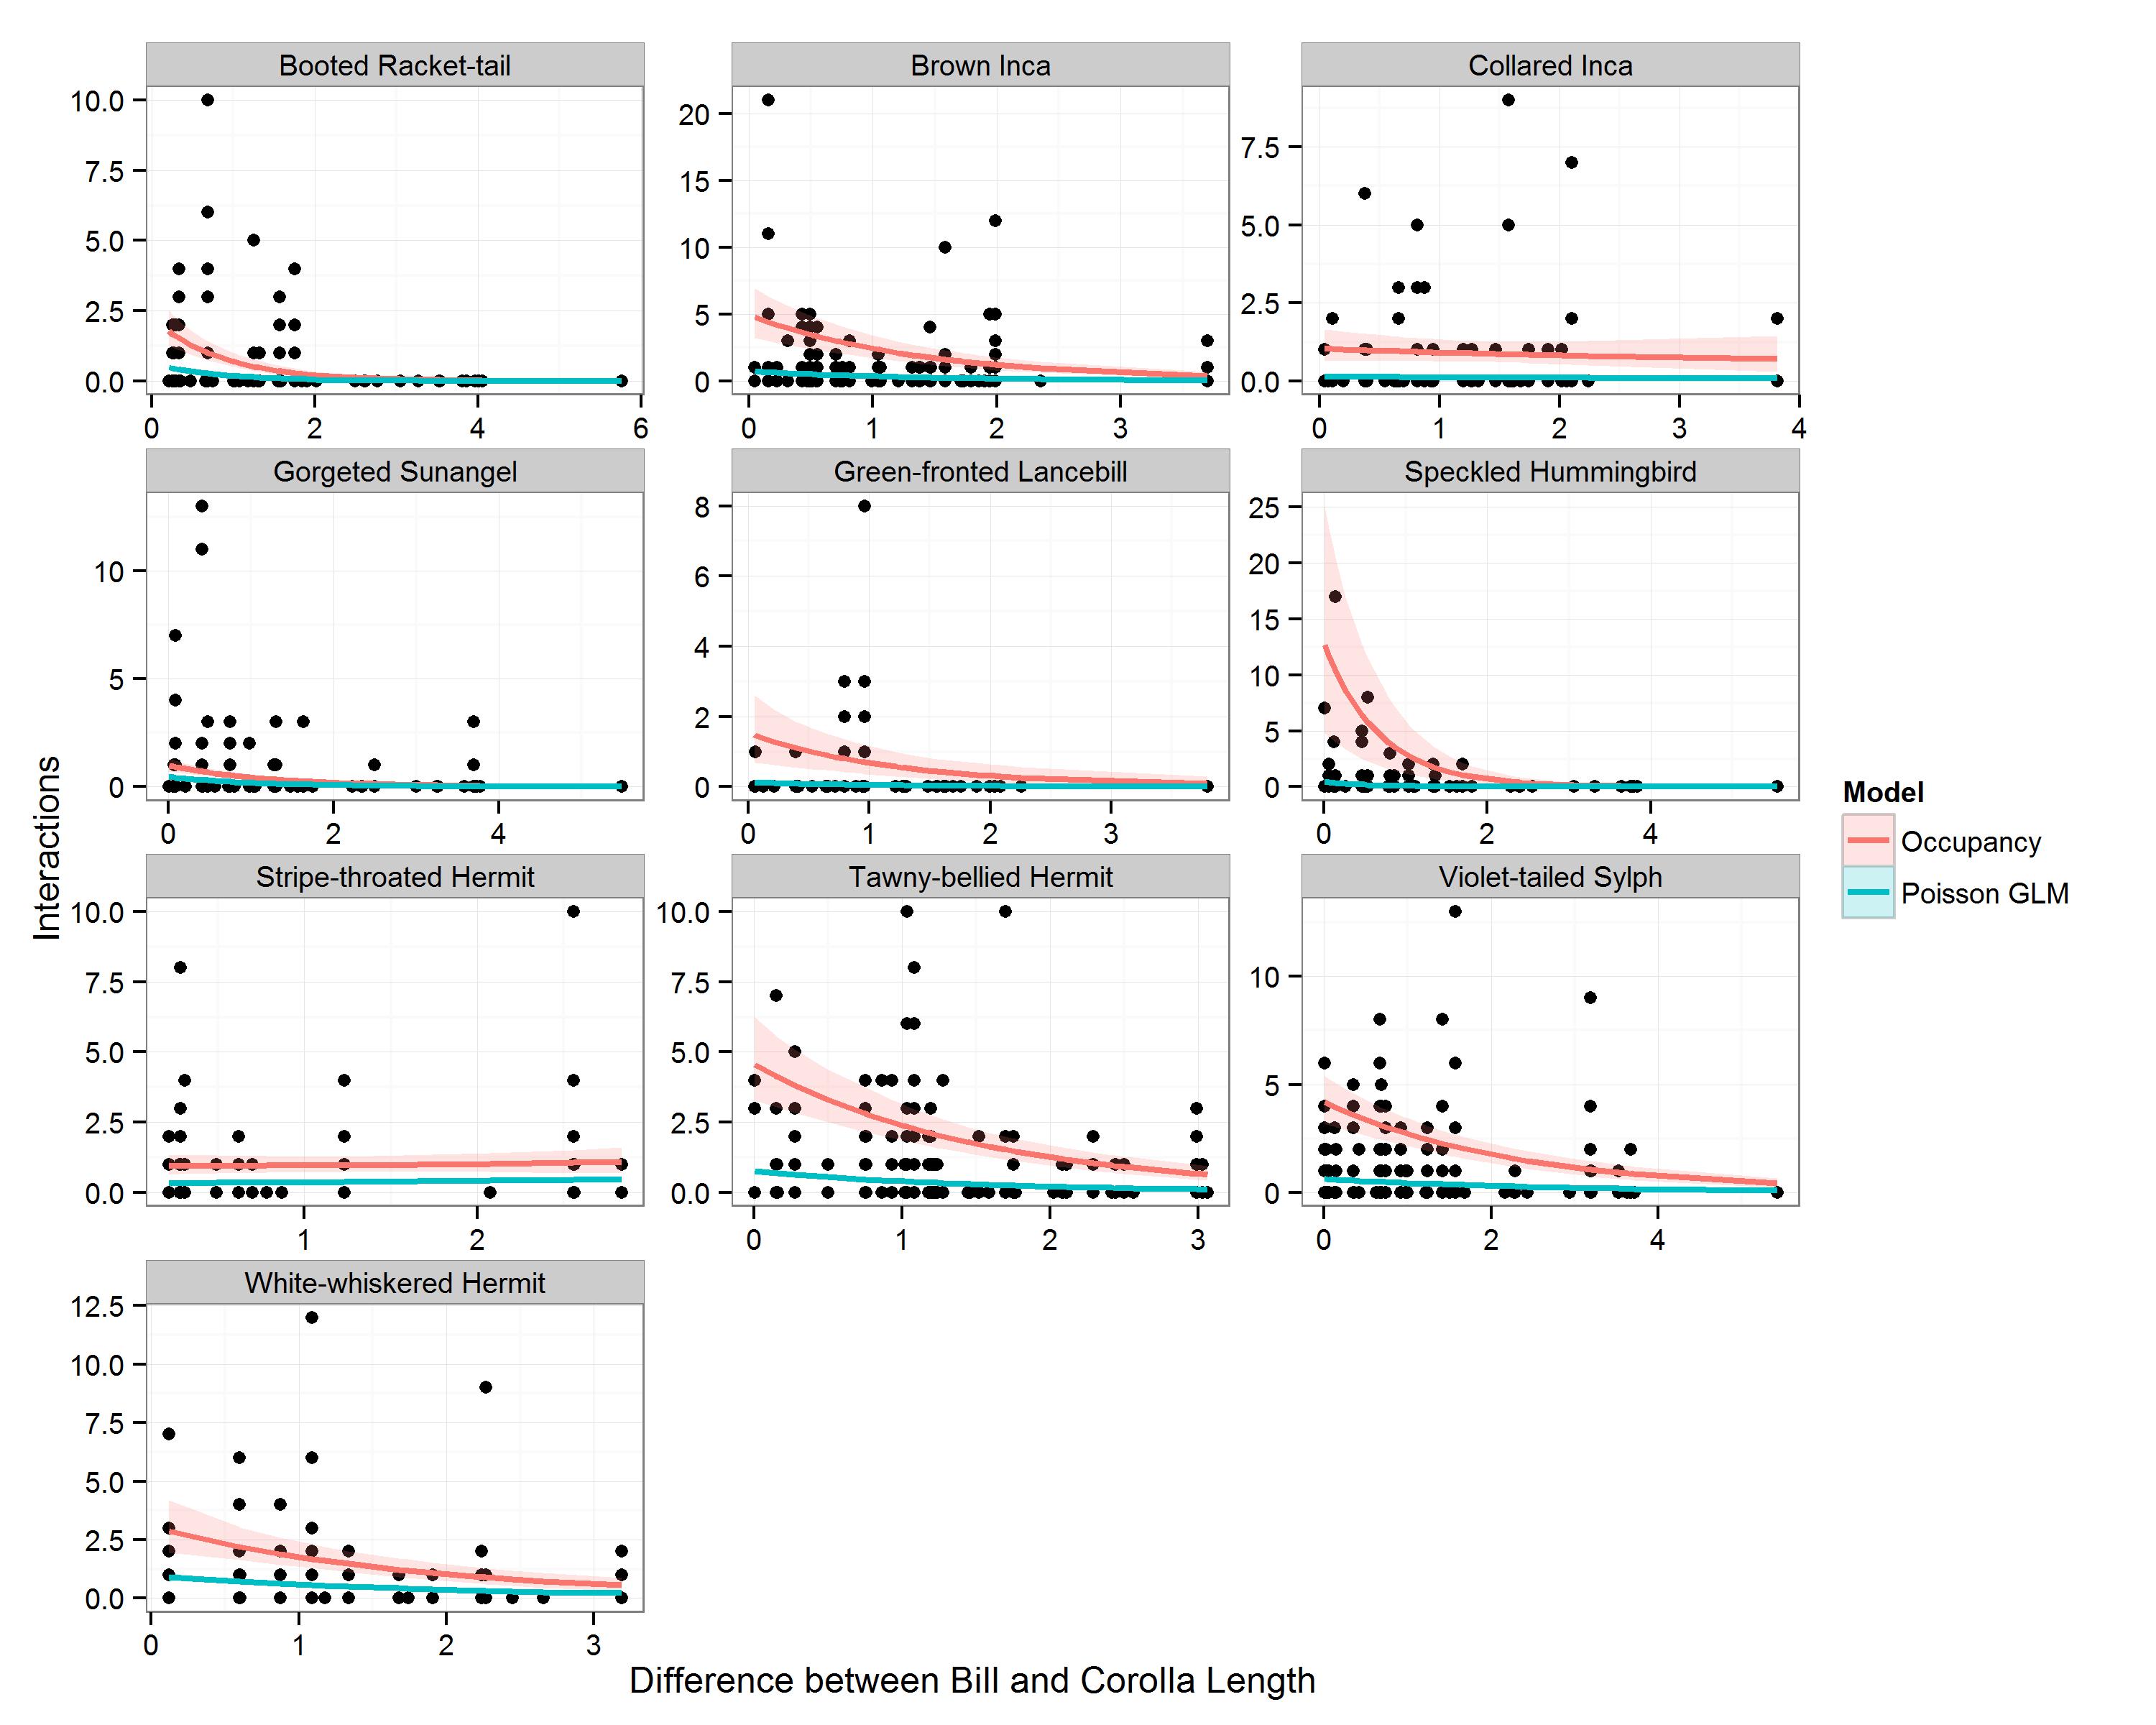 Booted Racket-tail
Brown Inca
Collared Inca
10.0
7.5
5.0
2.5
0.0
0 2 4 6
20
15
10
5
0
0 1 2 3
7.5
5.0
2.5
0.0
0 1 2 3 4
Gorgeted Sunangel
Green-fronted Lancebill
Speckled Hummingbird
10
5
0
0 2 4
8
6
4
2
0
0 1 2 3
25
20
15
10
5
0
0 2 4
Stripe-throated Hermit
Tawny-bellied Hermit
Violet-tailed Sylph
10.0
7.5
5.0
2.5
0.0
1 2
10.0
7.5
5.0
2.5
0.0
0 1 2 3
10
5
0
0 2 4
White-whiskered Hermit
12.5
10.0
7.5
5.0
2.5
0.0
0 1 2 3
Interactions
Difference between Bill and Corolla Length
Model
Occupancy
Poisson GLM